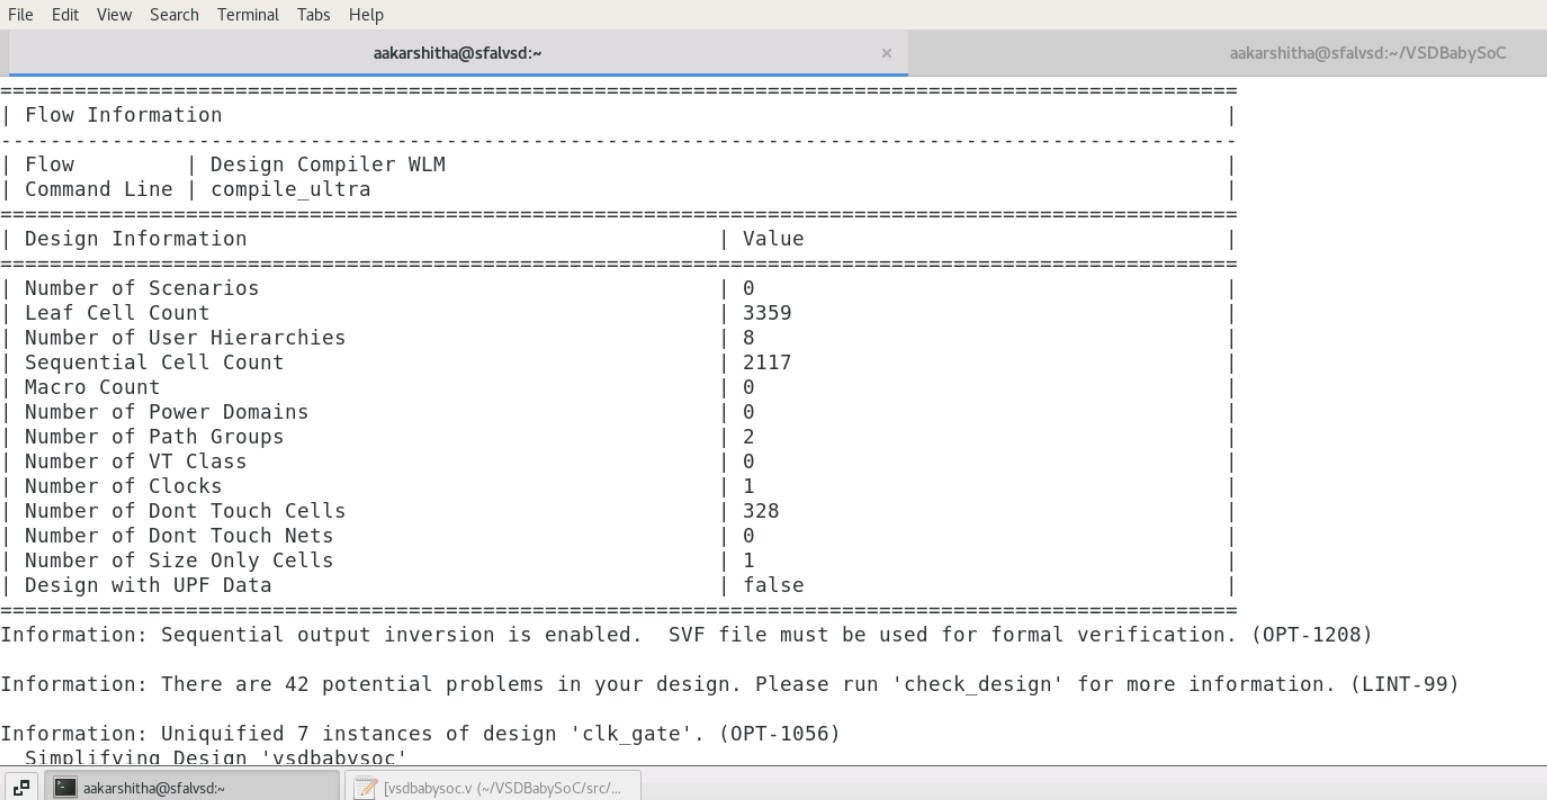 File Edit View Search Terminal Tabs Help
aakarshitha@sfalvsd:~ × aakarshitha@sfalvsd:~/VSDBabySoC
====================================================================================================
| Flow Information                                                                                 |
----------------------------------------------------------------------------------------------------
| Flow         | Design Compiler WLM                                                               |
| Command Line | compile_ultra                                                                     |
====================================================================================================
| Design Information                                      | Value                                  |
====================================================================================================
| Number of Scenarios                                     | 0                                      |
| Leaf Cell Count                                         | 3359                                   |
| Number of User Hierarchies                              | 8                                      |
| Sequential Cell Count                                   | 2117                                   |
| Macro Count                                             | 0                                      |
| Number of Power Domains                                 | 0                                      |
| Number of Path Groups                                   | 2                                      |
| Number of VT Class                                      | 0                                      |
| Number of Clocks                                        | 1                                      |
| Number of Dont Touch Cells                              | 328                                    |
| Number of Dont Touch Nets                               | 0                                      |
| Number of Size Only Cells                               | 1                                      |
| Design with UPF Data                                    | false                                  |
====================================================================================================
Information: Sequential output inversion is enabled.  SVF file must be used for formal verification. (OPT-1208)
Information: There are 42 potential problems in your design. Please run 'check_design' for more information. (LINT-99)
Information: Uniquified 7 instances of design 'clk_gate'. (OPT-1056)
  Simplifying Design 'vsdbabysoc'
aakarshitha@sfalvsd:~ [vsdbabysoc.v (~/VSDBabySoC/src/...